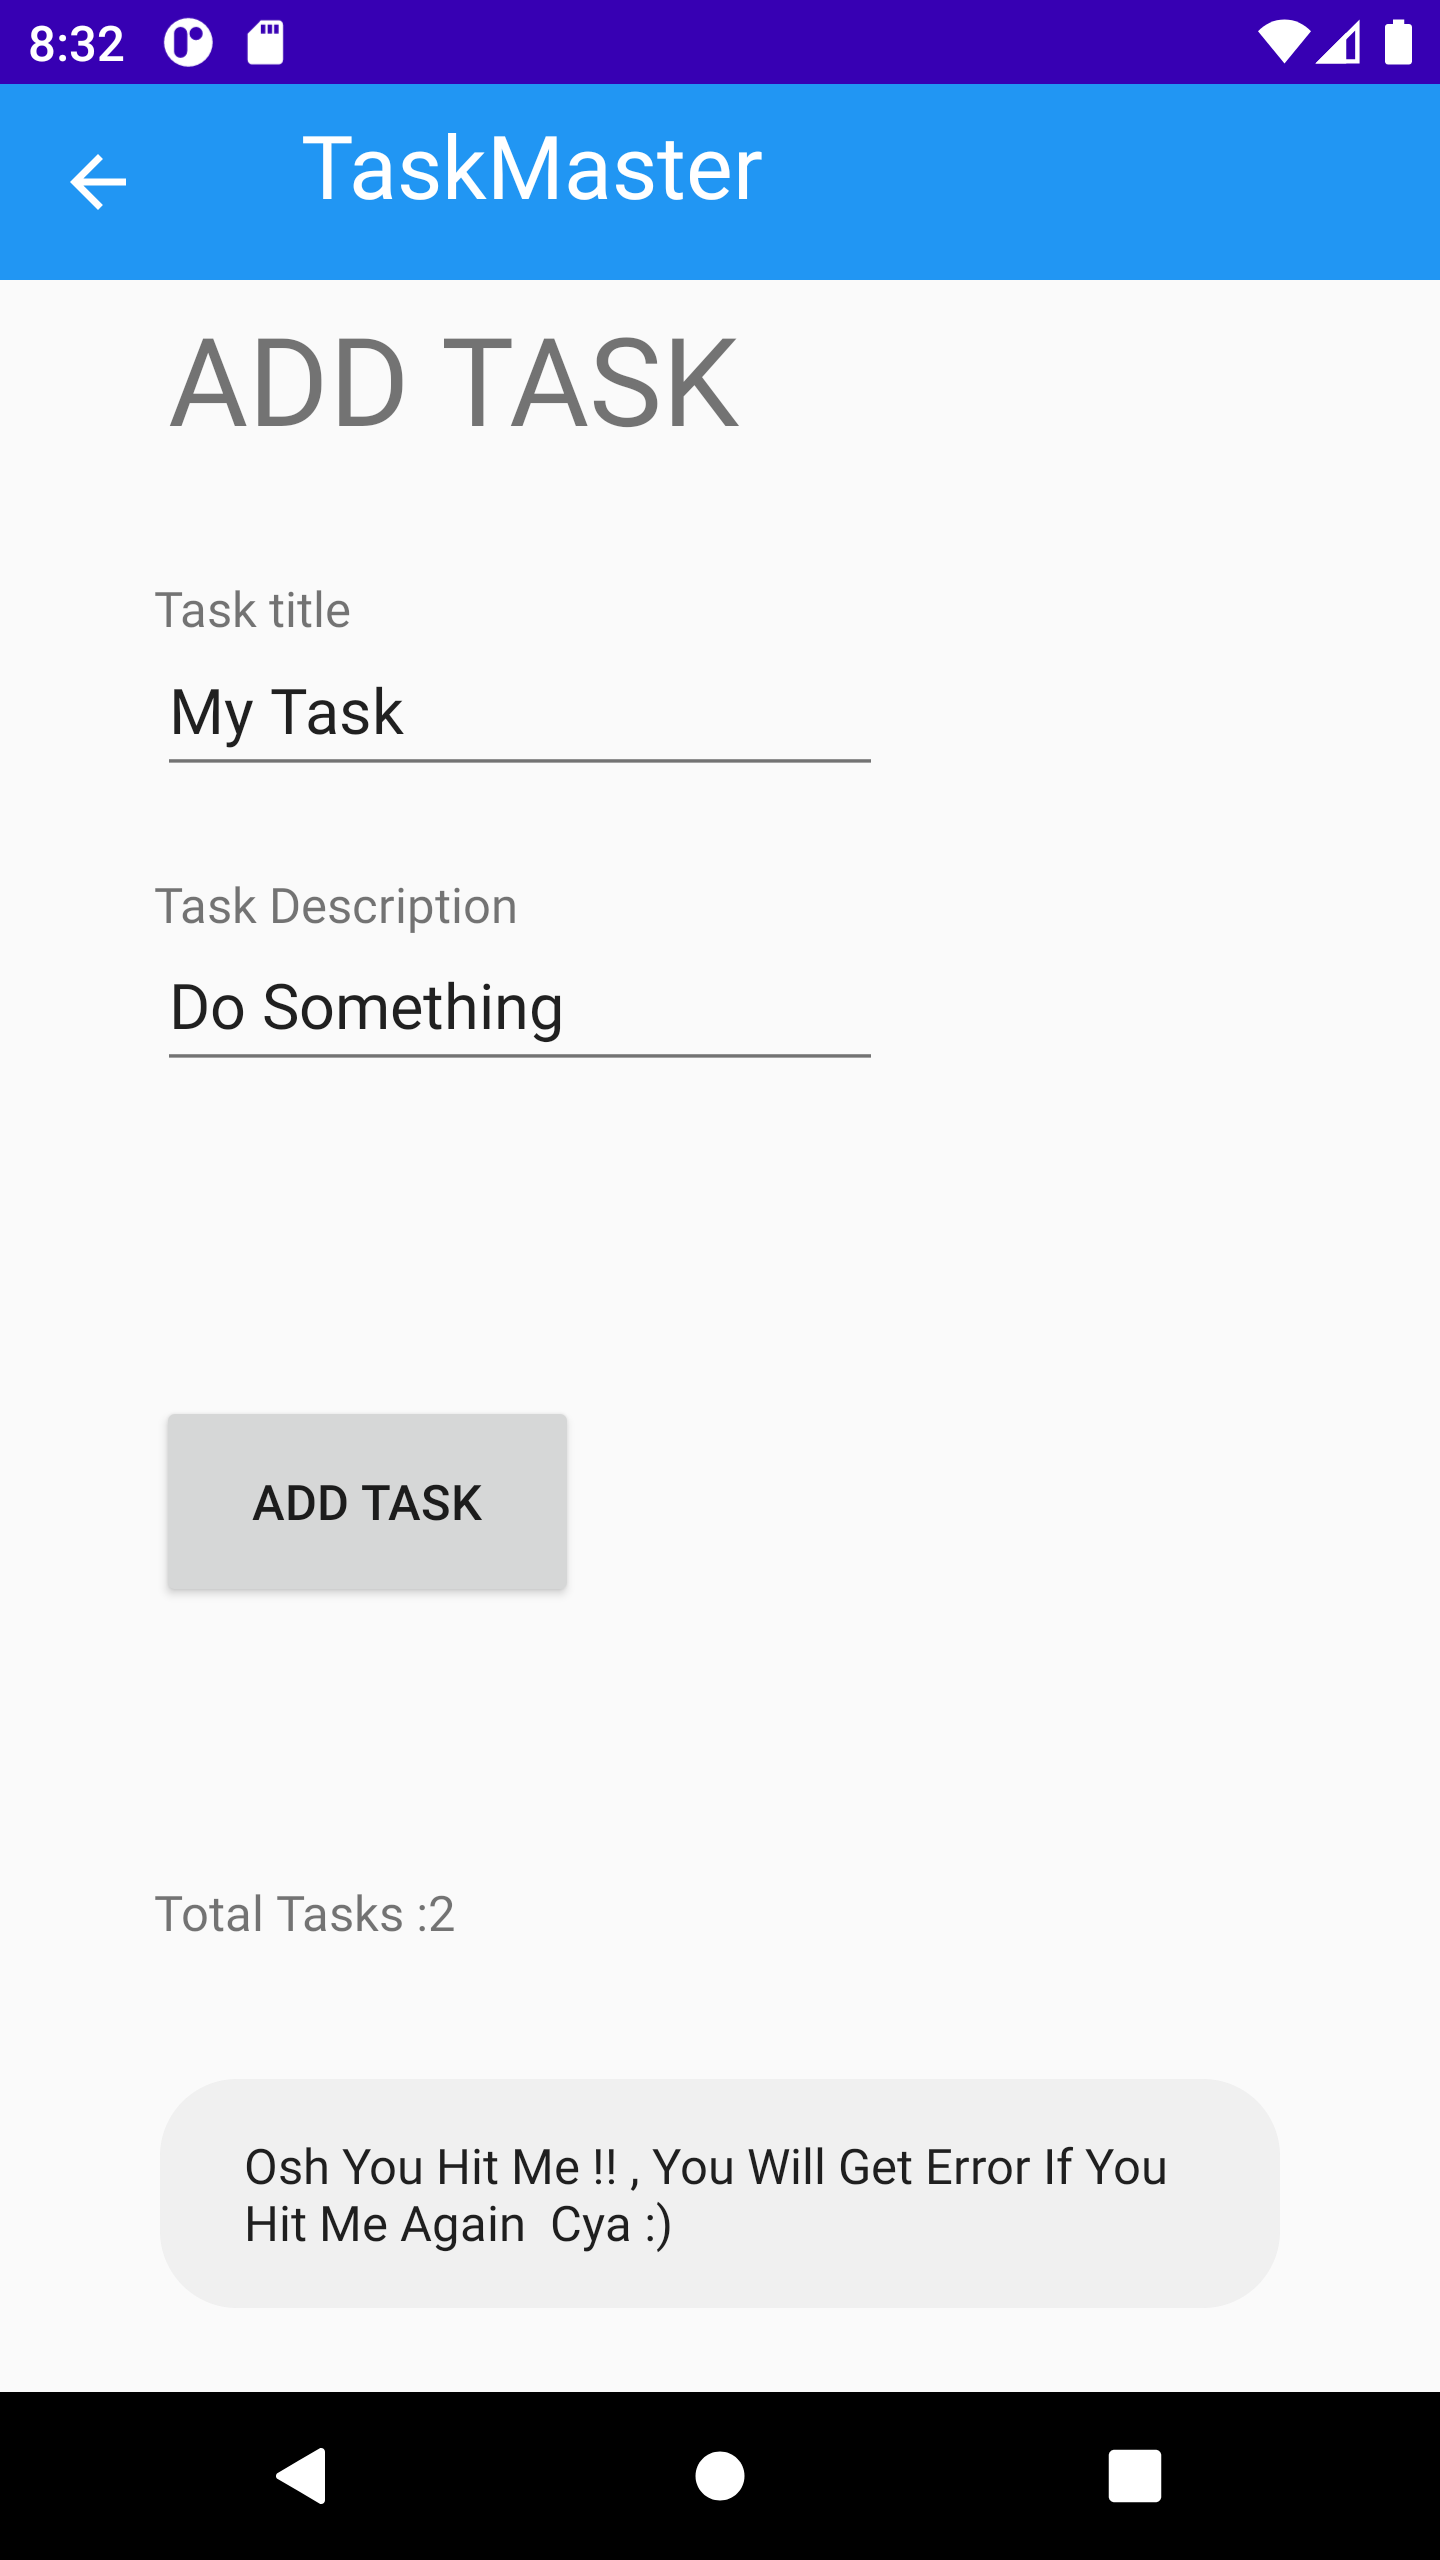 8:32
TaskMaster
ADD TASK
Task title
My Task
Task Description
Do Something
ADD TASK
Total Tasks :2
Osh You Hit Me !! , You Will Get Error If You
Hit Me Again  Cya :)